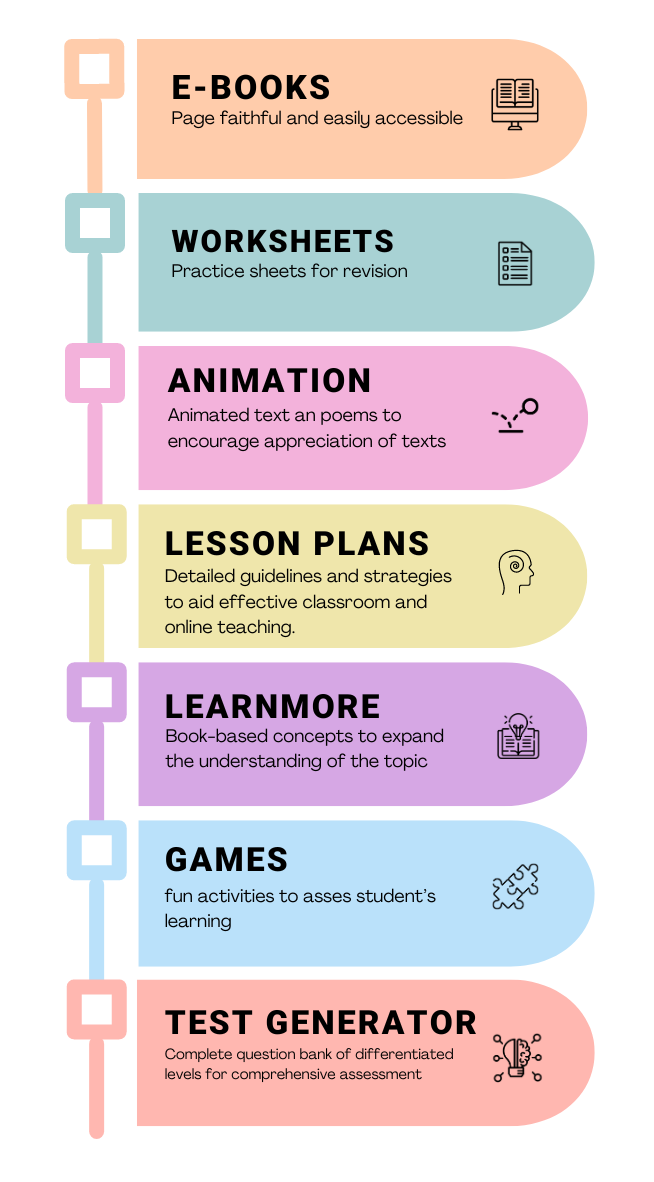 E-BOOKS
Page faithful and easily accessible
WORKSHEETS
Practice sheets for revision
ANIMATION
Animated text an poems to
encourage appreciation of texts
LESSON PLANS
Detailed guidelines and strategies
to aid effective classroom and
online teaching.
LEARNMORE
Book-based concepts to expand
the understanding of the topic
GAMES
fun activities to asses student's
learning
TEST GENERATOR
Complete question bank of differentiated
levels for comprehensive assessment